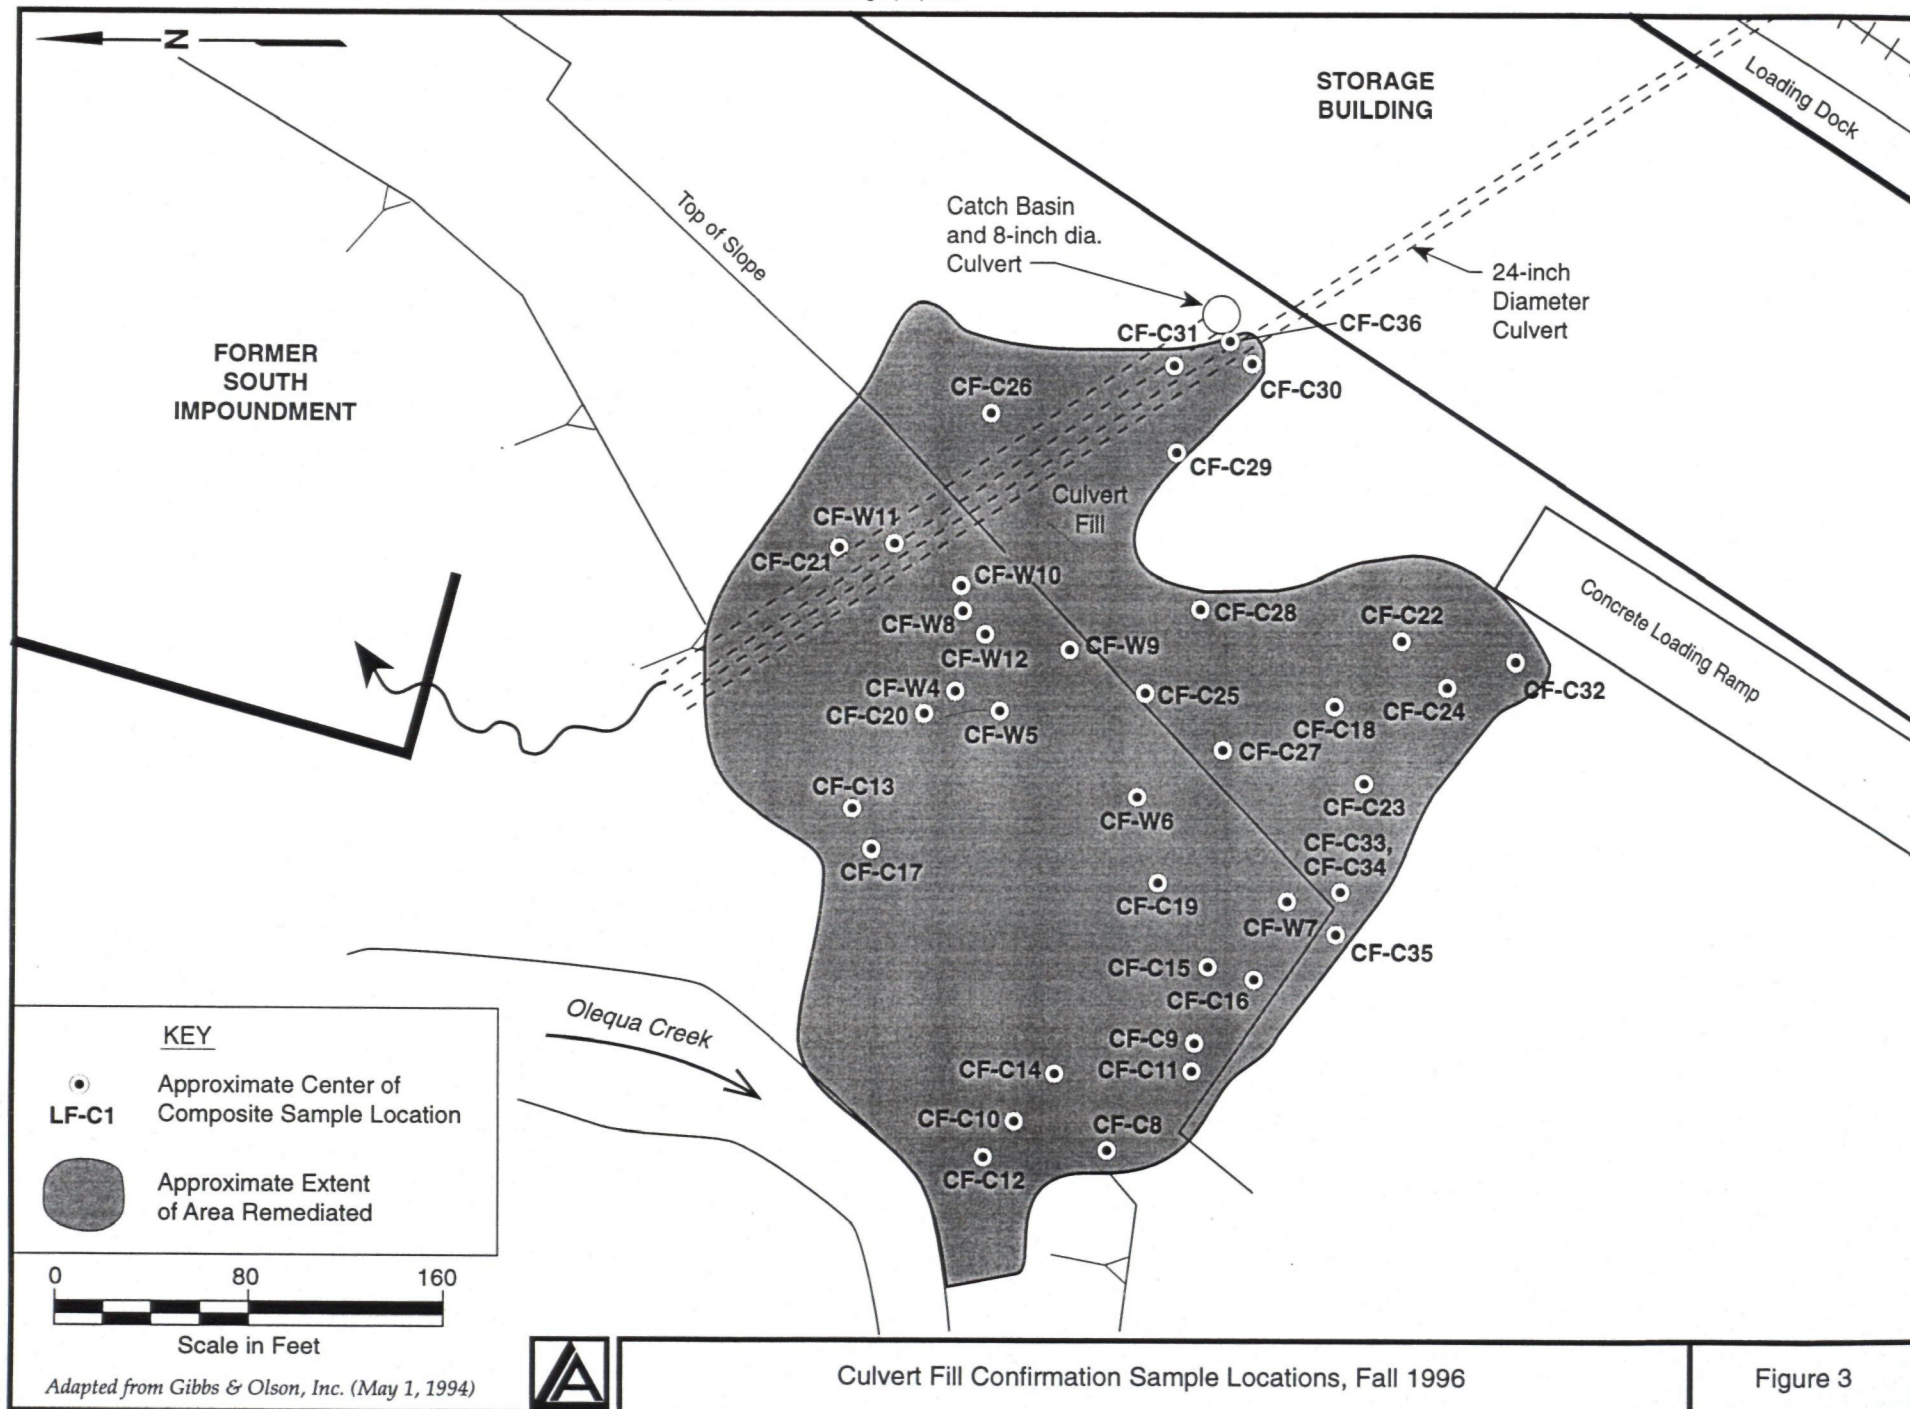 N
STORAGE
BUILDING
Loading Dock
Top of Slope
Catch Basin
and 8-inch dia.
Culvert
24-inch
Diameter
Culvert
FORMER
SOUTH
IMPOUNDMENT
CF-C31
CF-C36
CF-C26
CF-C30
CF-C29
Culvert
Fill
CF-W11
CF-C21
CF-W10
CF-W8
CF-C28
CF-C22
CF-W12
CF-W9
Concrete Loading Ramp
CF-W4
CF-C25
CF-C32
CF-C20
CF-C24
CF-W5
CF-C18
CF-C27
CF-C13
CF-C23
CF-W6
CF-C33,
CF-C34
CF-C17
CF-C19
CF-W7
CF-C35
CF-C15
CF-C16
Olequa Creek
CF-C9
CF-C14
CF-C11
CF-C10
CF-C8
CF-C12
KEY
Approximate Center of
Composite Sample Location
LF-C1
Approximate Extent
of Area Remediated
0 80 160
Scale in Feet
Adapted from Gibbs & Olson, Inc. (May 1, 1994)
Culvert Fill Confirmation Sample Locations, Fall 1996
Figure 3